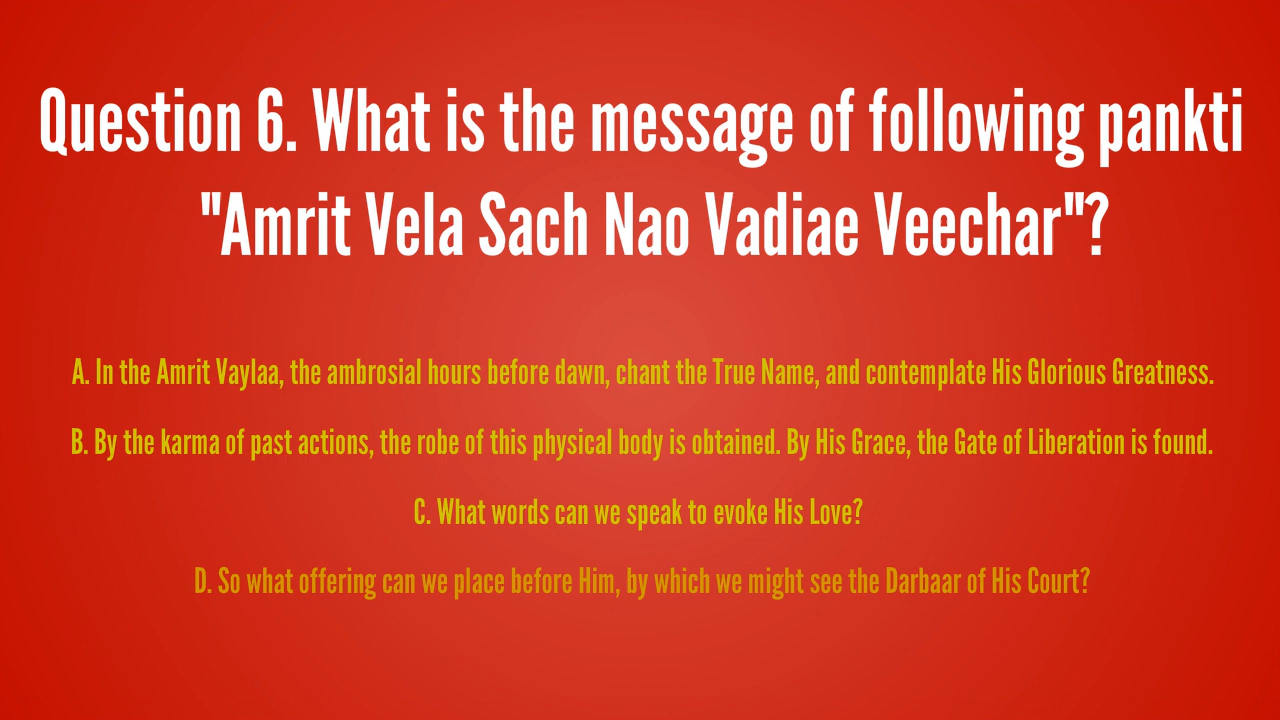 Question 6. What is the message of following pankti
"Amrit Vela Sach Nao Vadiae Veechar"?
A. In the Amrit Vaylaa, the ambrosial hours before dawn, chant the True Name, and contemplate His Glorious Greatness.
B. By the karma of past actions, the robe of this physical body is obtained. By His Grace, the Gate of Liberation is found.
C. What words can we speak to evoke His Love?
D. So what offering can we place before Him, by which we might see the Darbaar of His Court?